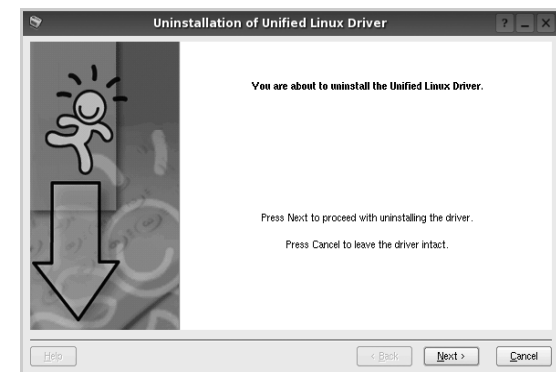 Uninstallation of Unified Linux Driver
You are about to uninstall the Unified Linux Driver.
Press Next to proceed with uninstalling the driver.
Press Cancel to leave the driver intact.
Help
< Back
Next >
Cancel